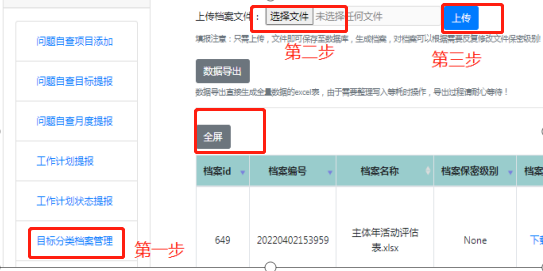 问题自查项目添加
问题自查目标提报
问题自查月度提报
工作计划提报
工作计划状态提报
目标分类档案管理
第一步
上传档案文件： 选择文件 未选择任何文件 上传
第二步
第三步
填报注意：只需上传，文件即可保存至数据库，生成档案，对档案可以根据需要反复修改文件保密级别!
数据导出
数据导出直接生成全量数据的excel表，由于需要整理写入等耗时操作，导出过程请耐心等待！
全屏
档案id 档案编号 档案名称 档案保密级别 档案
649 20220402153959 主体年活动评估表.xlsx None 下载